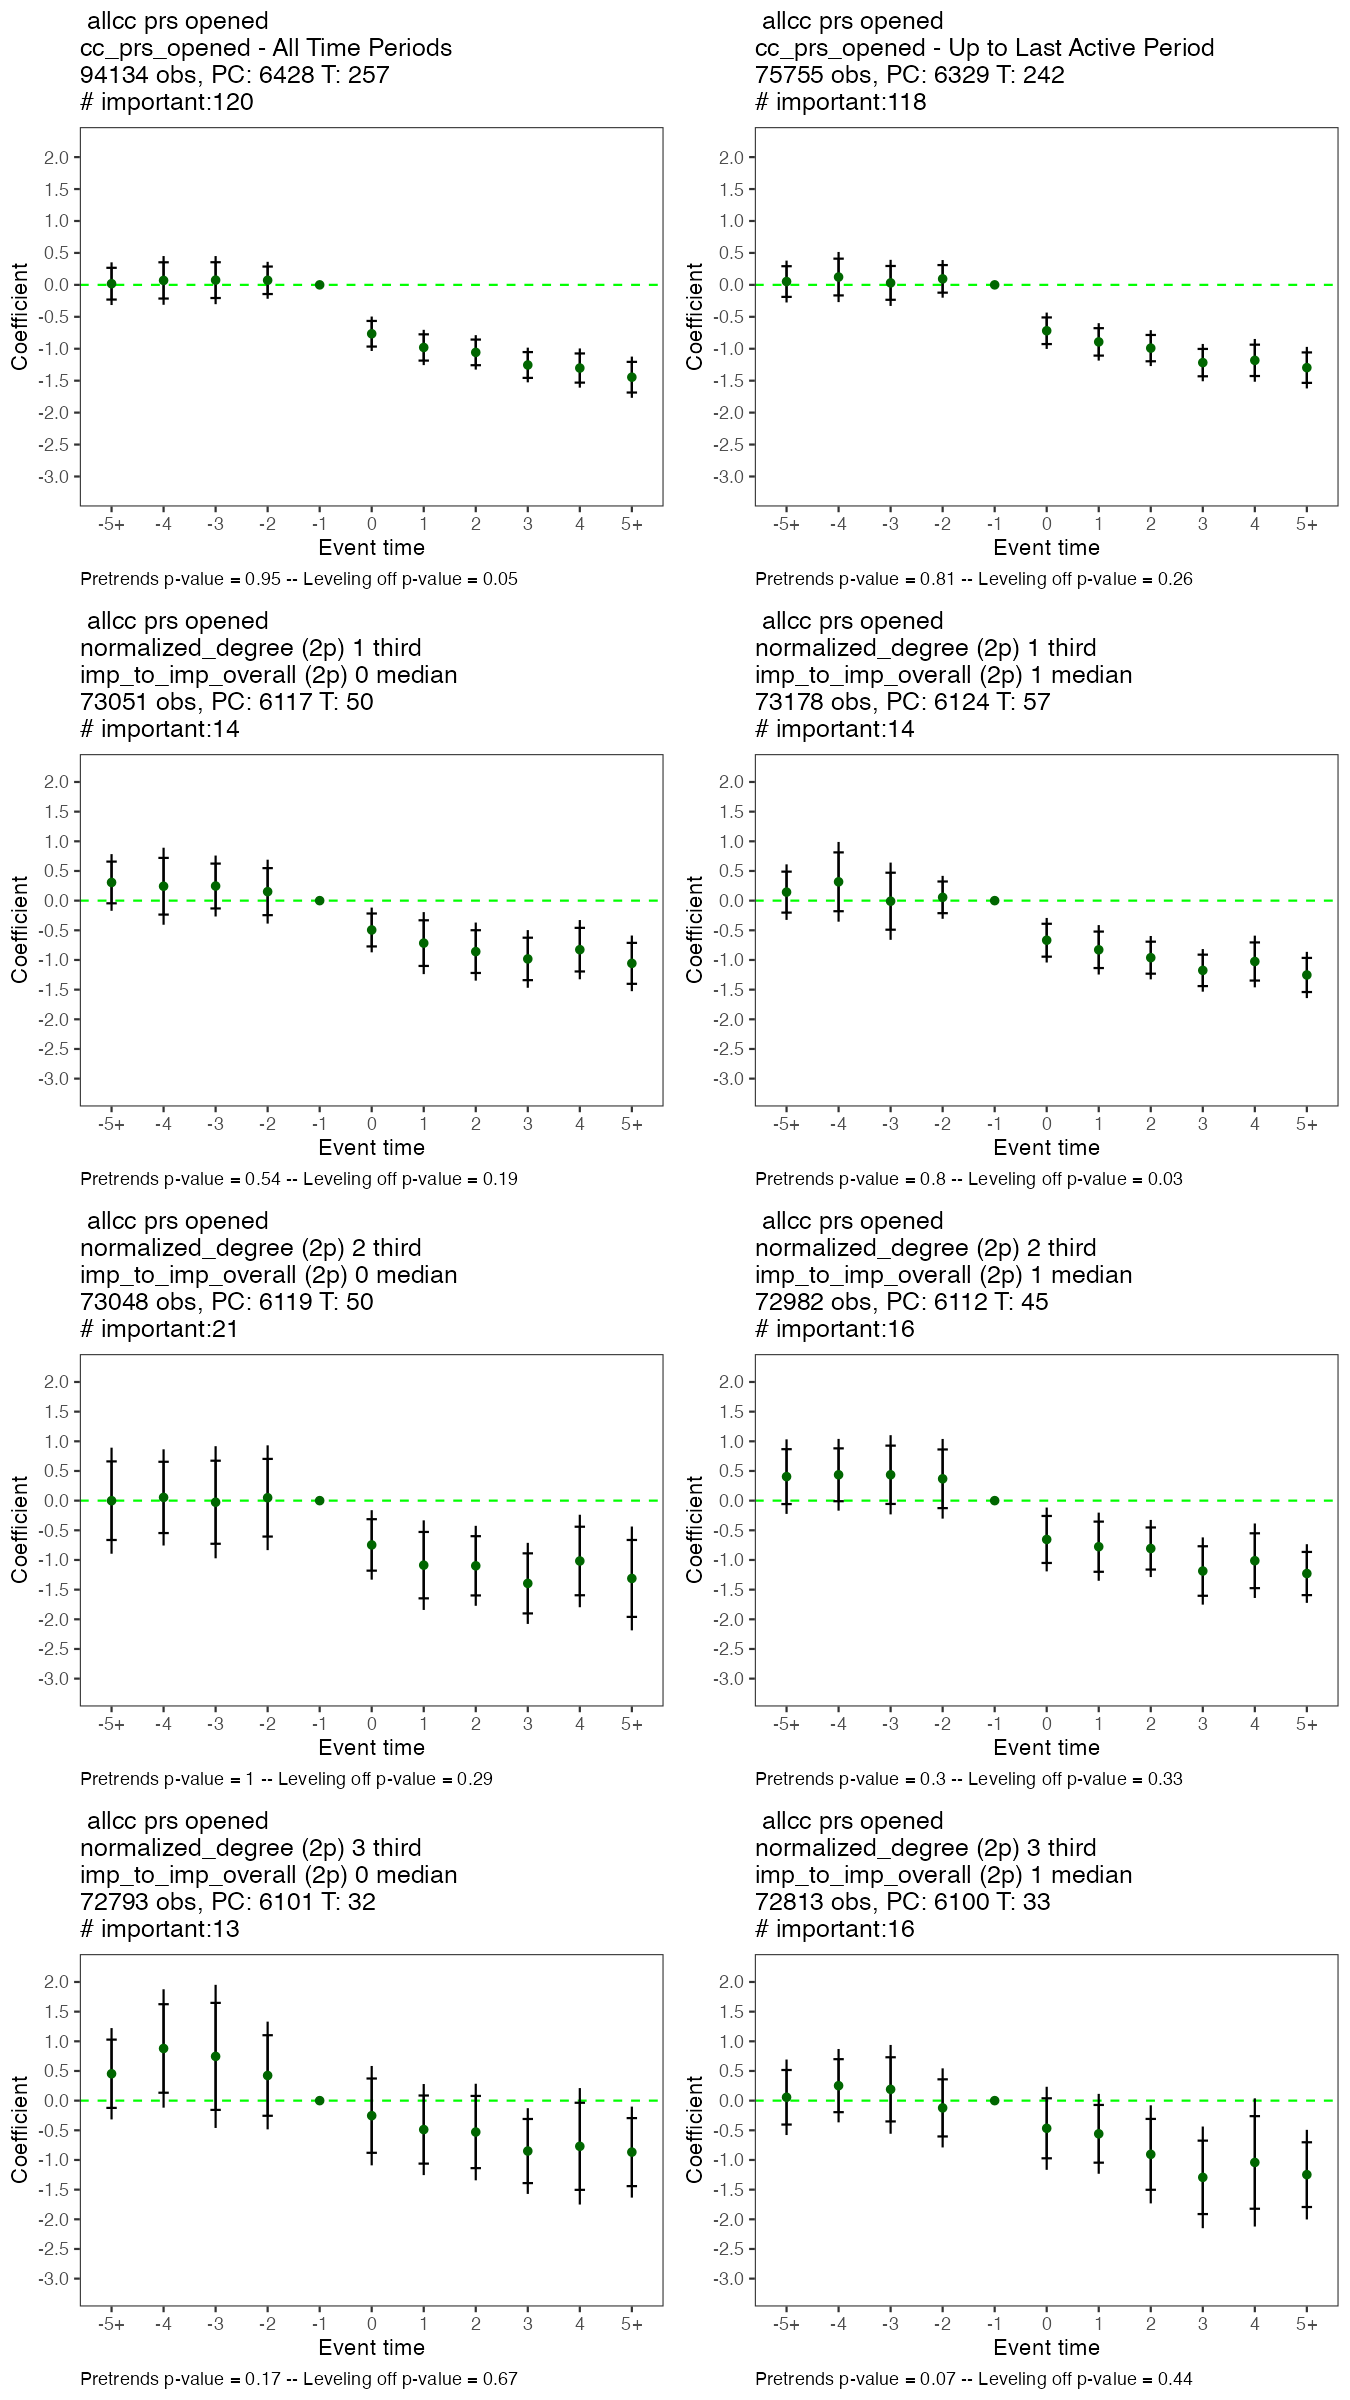 allcc prs opened
cc_prs_opened - All Time Periods
94134 obs, PC: 6428 T: 257
# important:120
2.0
1.5
1.0
0.5
0.0
-0.5
-1.0
-1.5
-2.0
-2.5
-3.0
Coefficient
-5+ -4 -3 -2 -1 0 1 2 3 4 5+
Event time
Pretrends p-value = 0.95 -- Leveling off p-value = 0.05
allcc prs opened
cc_prs_opened - Up to Last Active Period
75755 obs, PC: 6329 T: 242
# important:118
2.0
1.5
1.0
0.5
0.0
-0.5
-1.0
-1.5
-2.0
-2.5
-3.0
Coefficient
-5+ -4 -3 -2 -1 0 1 2 3 4 5+
Event time
Pretrends p-value = 0.81 -- Leveling off p-value = 0.26
allcc prs opened
normalized_degree (2p) 1 third
imp_to_imp_overall (2p) 0 median
73051 obs, PC: 6117 T: 50
# important:14
2.0
1.5
1.0
0.5
0.0
-0.5
-1.0
-1.5
-2.0
-2.5
-3.0
Coefficient
-5+ -4 -3 -2 -1 0 1 2 3 4 5+
Event time
Pretrends p-value = 0.54 -- Leveling off p-value = 0.19
allcc prs opened
normalized_degree (2p) 1 third
imp_to_imp_overall (2p) 1 median
73178 obs, PC: 6124 T: 57
# important:14
2.0
1.5
1.0
0.5
0.0
-0.5
-1.0
-1.5
-2.0
-2.5
-3.0
Coefficient
-5+ -4 -3 -2 -1 0 1 2 3 4 5+
Event time
Pretrends p-value = 0.8 -- Leveling off p-value = 0.03
allcc prs opened
normalized_degree (2p) 2 third
imp_to_imp_overall (2p) 0 median
73048 obs, PC: 6119 T: 50
# important:21
2.0
1.5
1.0
0.5
0.0
-0.5
-1.0
-1.5
-2.0
-2.5
-3.0
Coefficient
-5+ -4 -3 -2 -1 0 1 2 3 4 5+
Event time
Pretrends p-value = 1 -- Leveling off p-value = 0.29
allcc prs opened
normalized_degree (2p) 2 third
imp_to_imp_overall (2p) 1 median
72982 obs, PC: 6112 T: 45
# important:16
2.0
1.5
1.0
0.5
0.0
-0.5
-1.0
-1.5
-2.0
-2.5
-3.0
Coefficient
-5+ -4 -3 -2 -1 0 1 2 3 4 5+
Event time
Pretrends p-value = 0.3 -- Leveling off p-value = 0.33
allcc prs opened
normalized_degree (2p) 3 third
imp_to_imp_overall (2p) 0 median
72793 obs, PC: 6101 T: 32
# important:13
2.0
1.5
1.0
0.5
0.0
-0.5
-1.0
-1.5
-2.0
-2.5
-3.0
Coefficient
-5+ -4 -3 -2 -1 0 1 2 3 4 5+
Event time
Pretrends p-value = 0.17 -- Leveling off p-value = 0.67
allcc prs opened
normalized_degree (2p) 3 third
imp_to_imp_overall (2p) 1 median
72813 obs, PC: 6100 T: 33
# important:16
2.0
1.5
1.0
0.5
0.0
-0.5
-1.0
-1.5
-2.0
-2.5
-3.0
Coefficient
-5+ -4 -3 -2 -1 0 1 2 3 4 5+
Event time
Pretrends p-value = 0.07 -- Leveling off p-value = 0.44